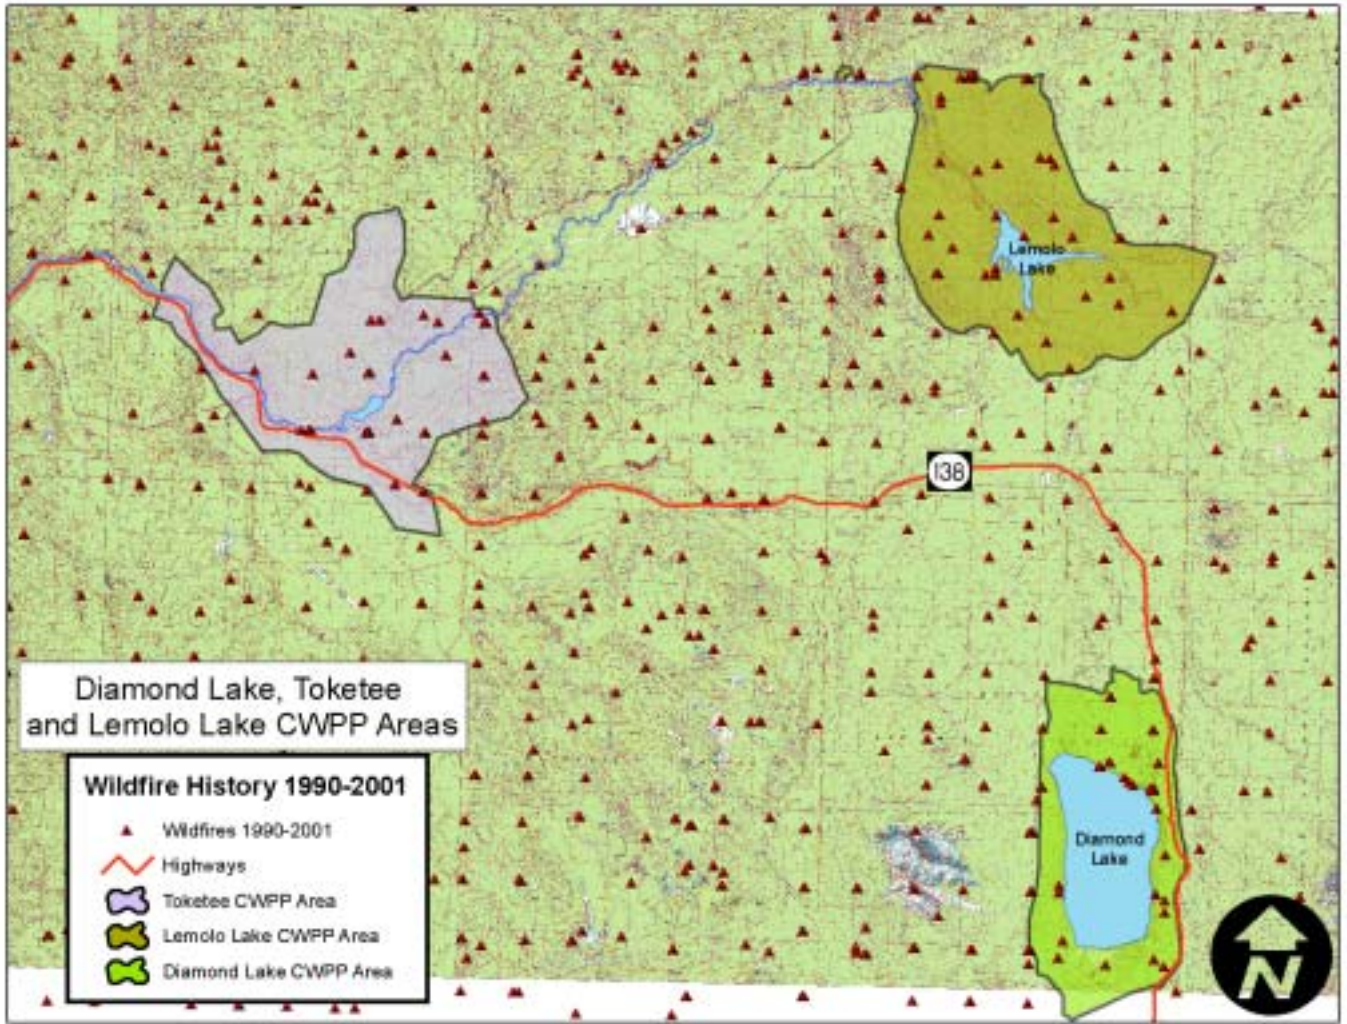 Lemolo
Lake
138
Diamond Lake, Toketee
and Lemolo Lake CWPP Areas
Wildfire History 1990-2001
Wildfires 1990-2001
Highways
Toketee CWPP Area
Lemolo Lake CWPP Area
Diamond Lake CWPP Area
Diamond
Lake
N